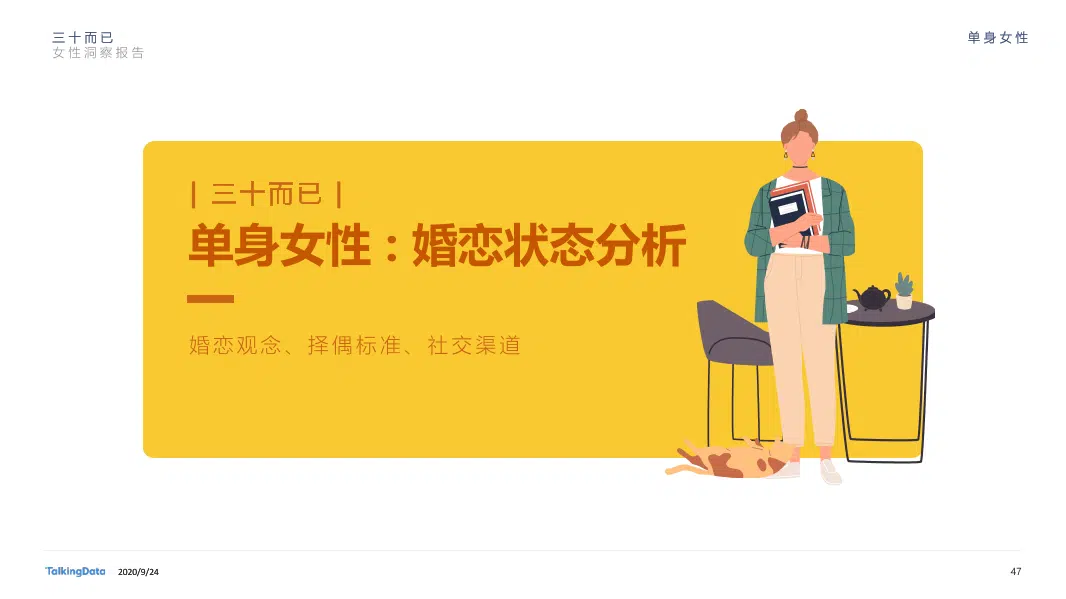 三十而已
女性洞察报告
单身女性
| 三十而已 |
单身女性：婚恋状态分析
婚恋观念、择偶标准、社交渠道
TalkingData 2020/9/24
47